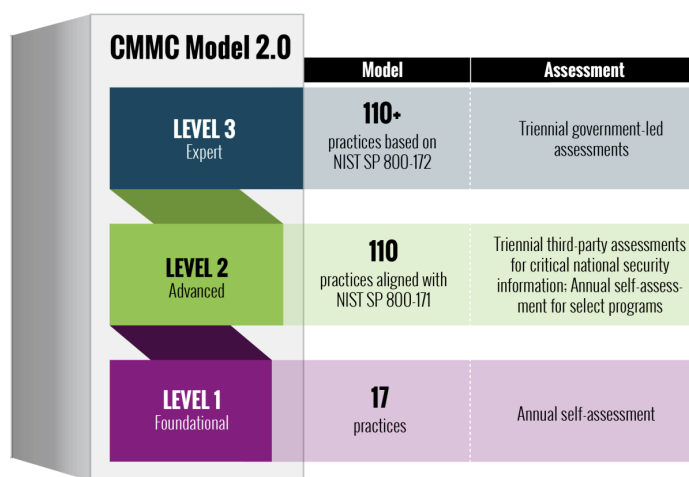 CMMC Model 2.0
Model
Assessment
LEVEL 3
Expert
110+
practices based on
NIST SP 800-172
Triennial government-led
assessments
LEVEL 2
Advanced
110
practices aligned with
NIST SP 800-171
Triennial third-party assessments
for critical national security
information; Annual self-assess-
ment for select programs
LEVEL 1
Foundational
17
practices
Annual self-assessment